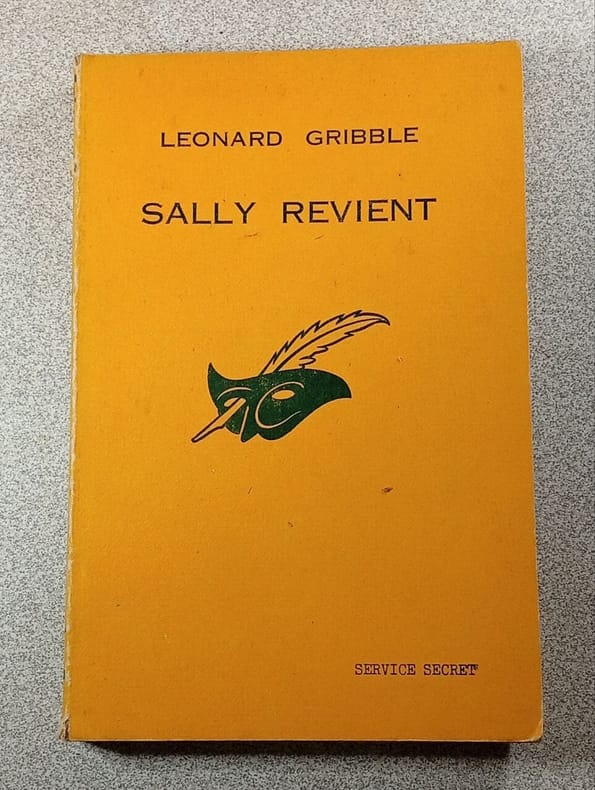 LEONARD GRIBBLE
SALLY REVIENT
SERVICE SECRET